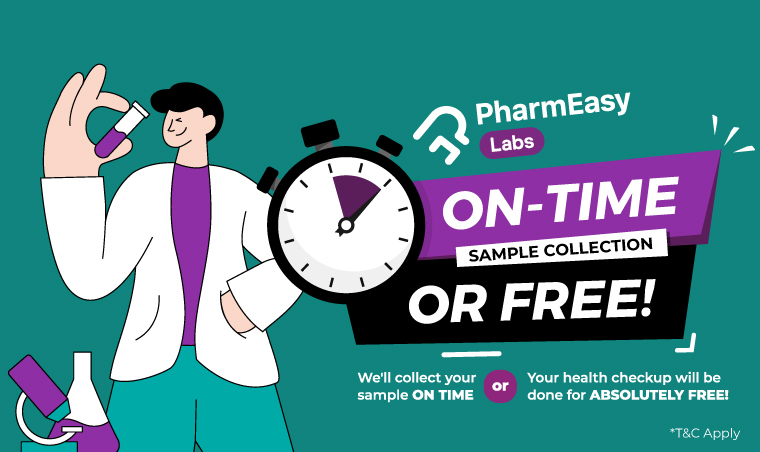 PharmEasy
Labs
ON-TIME
SAMPLE COLLECTION
OR FREE!
We'll collect your
sample ON TIME
or
Your health checkup will be
done for ABSOLUTELY FREE!
*T&C Apply